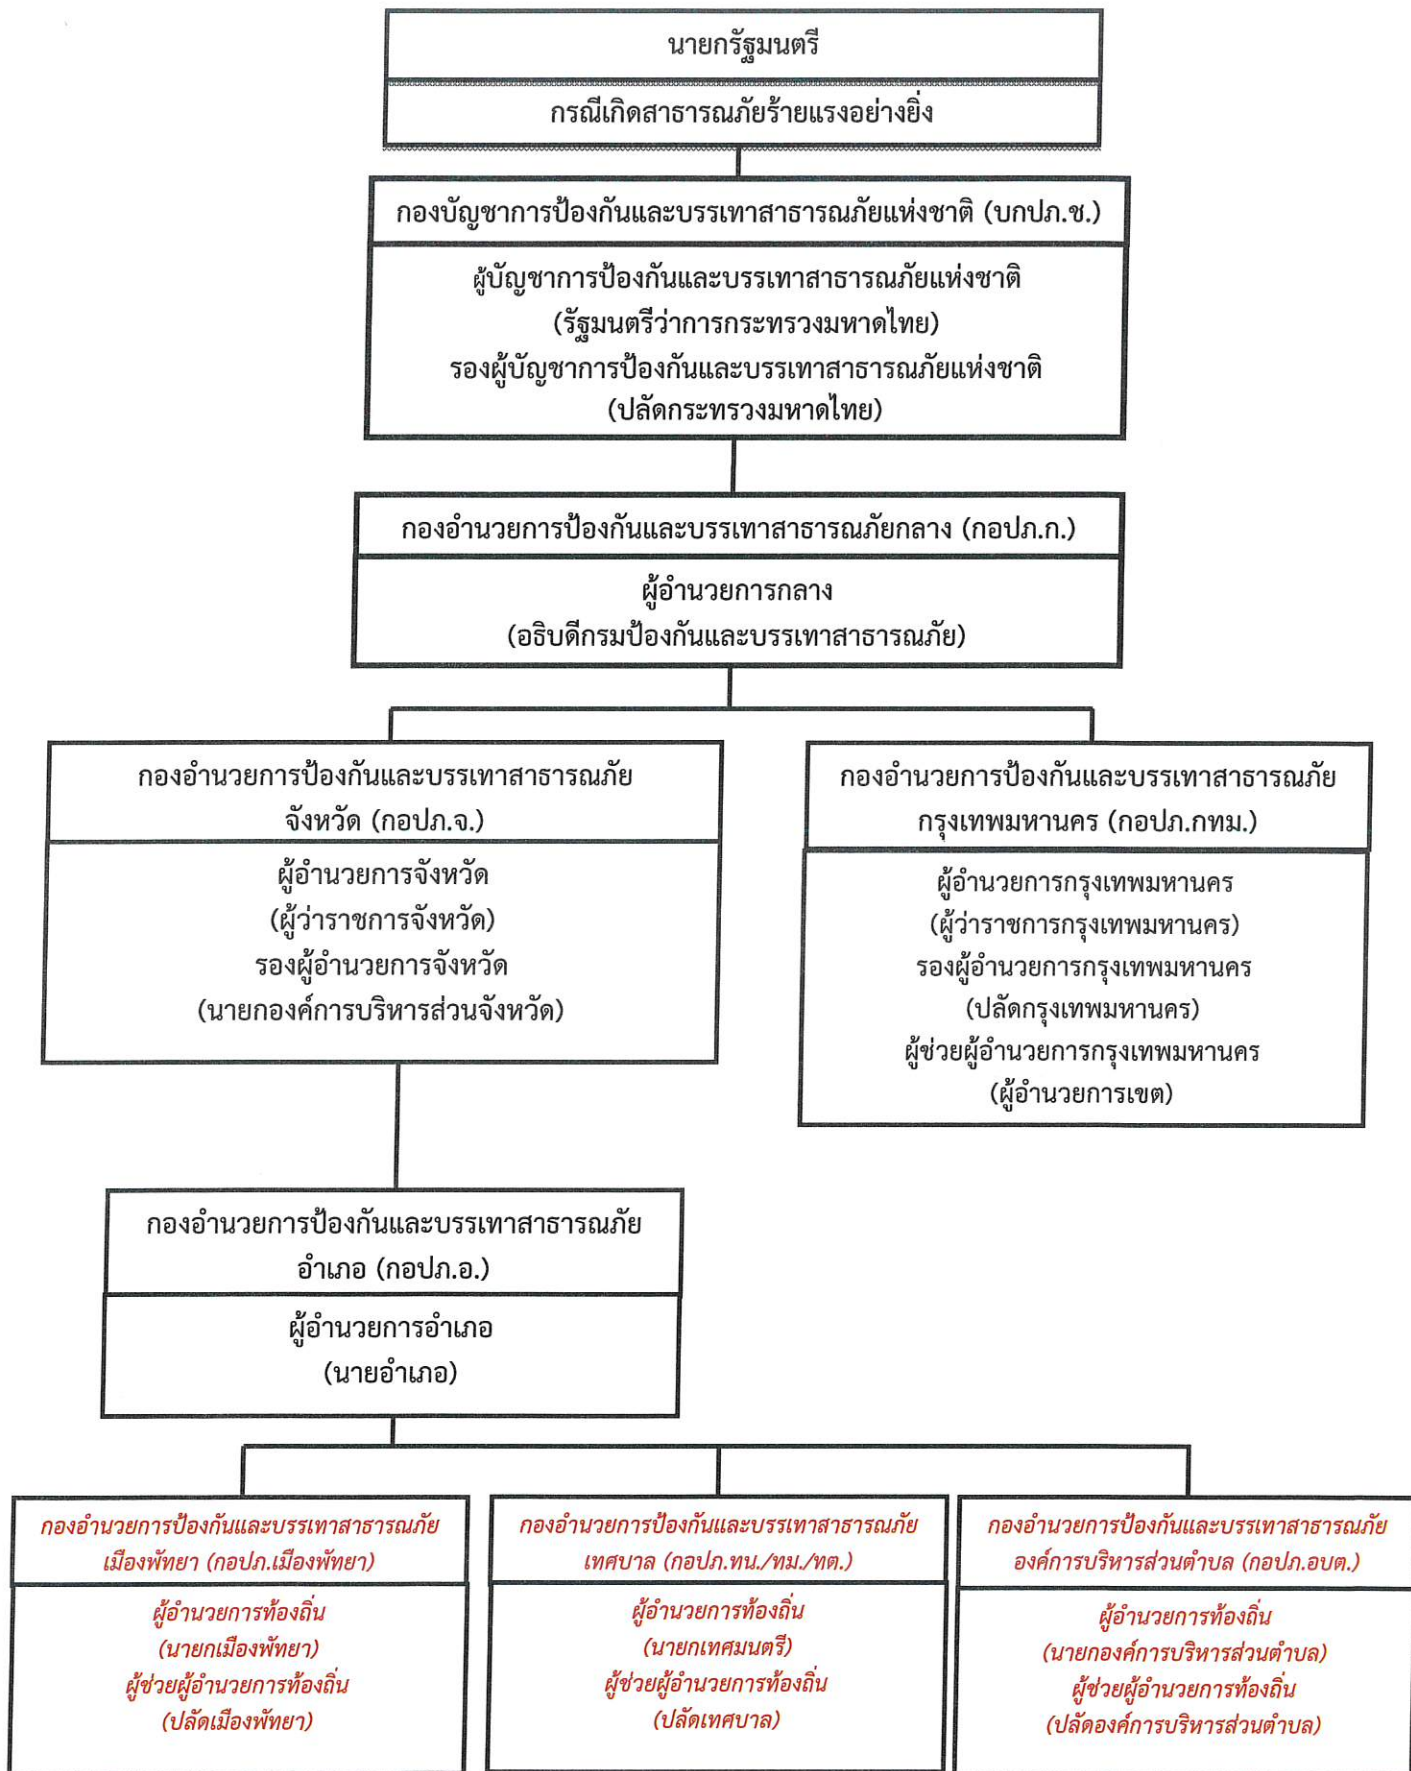 นายกรัฐมนตรี
กรณีเกิดสาธารณภัยร้ายแรงอย่างยิ่ง
กองบัญชาการป้องกันและบรรเทาสาธารณภัยแห่งชาติ (บกปภ.ช.)
ผู้บัญชาการป้องกันและบรรเทาสาธารณภัยแห่งชาติ
(รัฐมนตรีว่าการกระทรวงมหาดไทย)
รองผู้บัญชาการป้องกันและบรรเทาสาธารณภัยแห่งชาติ
(ปลัดกระทรวงมหาดไทย)
กองอำนวยการป้องกันและบรรเทาสาธารณภัยกลาง (กอปภ.ก.)
ผู้อำนวยการกลาง
(อธิบดีกรมป้องกันและบรรเทาสาธารณภัย)
กองอำนวยการป้องกันและบรรเทาสาธารณภัย
จังหวัด (กอปภ.จ.)
ผู้อำนวยการจังหวัด
(ผู้ว่าราชการจังหวัด)
รองผู้อำนวยการจังหวัด
(นายกองค์การบริหารส่วนจังหวัด)
กองอำนวยการป้องกันและบรรเทาสาธารณภัย
กรุงเทพมหานคร (กอปภ.กทม.)
ผู้อำนวยการกรุงเทพมหานคร
(ผู้ว่าราชการกรุงเทพมหานคร)
รองผู้อำนวยการกรุงเทพมหานคร
(ปลัดกรุงเทพมหานคร)
ผู้ช่วยผู้อำนวยการกรุงเทพมหานคร
(ผู้อำนวยการเขต)
กองอำนวยการป้องกันและบรรเทาสาธารณภัย
อำเภอ (กอปภ.อ.)
ผู้อำนวยการอำเภอ
(นายอำเภอ)
กองอำนวยการป้องกันและบรรเทาสาธารณภัย
เมืองพัทยา (กอปภ.เมืองพัทยา)
ผู้อำนวยการท้องถิ่น
(นายกเมืองพัทยา)
ผู้ช่วยผู้อำนวยการท้องถิ่น
(ปลัดเมืองพัทยา)
กองอำนวยการป้องกันและบรรเทาสาธารณภัย
เทศบาล (กอปภ.ทน./ทม./ทต.)
ผู้อำนวยการท้องถิ่น
(นายกเทศมนตรี)
ผู้ช่วยผู้อำนวยการท้องถิ่น
(ปลัดเทศบาล)
กองอำนวยการป้องกันและบรรเทาสาธารณภัย
องค์การบริหารส่วนตำบล (กอปภ.อบต.)
ผู้อำนวยการท้องถิ่น
(นายกองค์การบริหารส่วนตำบล)
ผู้ช่วยผู้อำนวยการท้องถิ่น
(ปลัดองค์การบริหารส่วนตำบล)